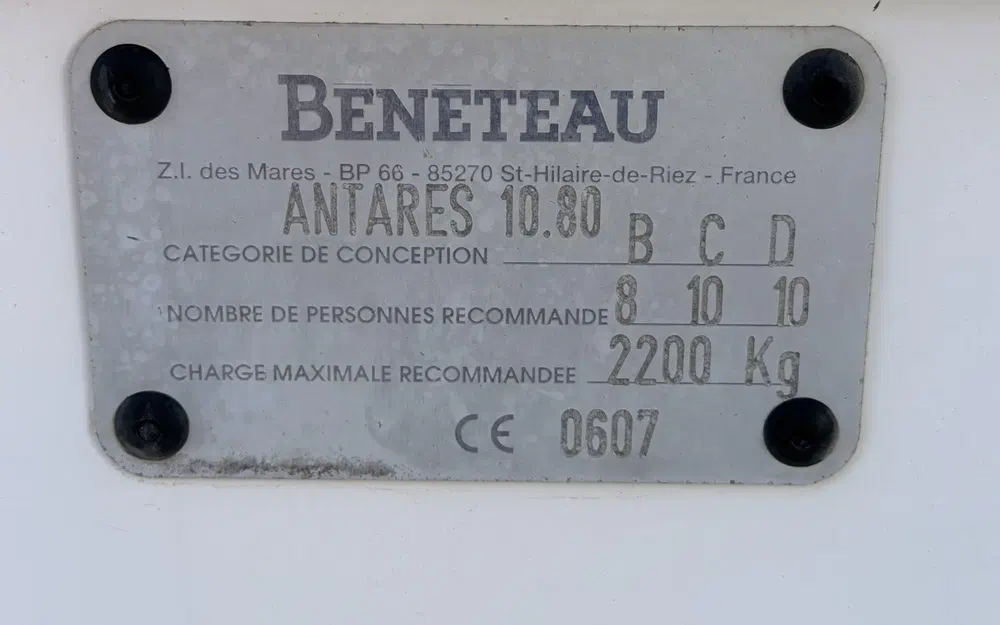 BENETEAU
Z.I. des Mares - BP 66 - 85270 St-Hilaire-de-Riez - France
ANTARES 10.80
CATEGORIE DE CONCEPTION B C D
NOMBRE DE PERSONNES RECOMMANDE 8 10 10
CHARGE MAXIMALE RECOMMANDEE 2200 Kg
CE 0607